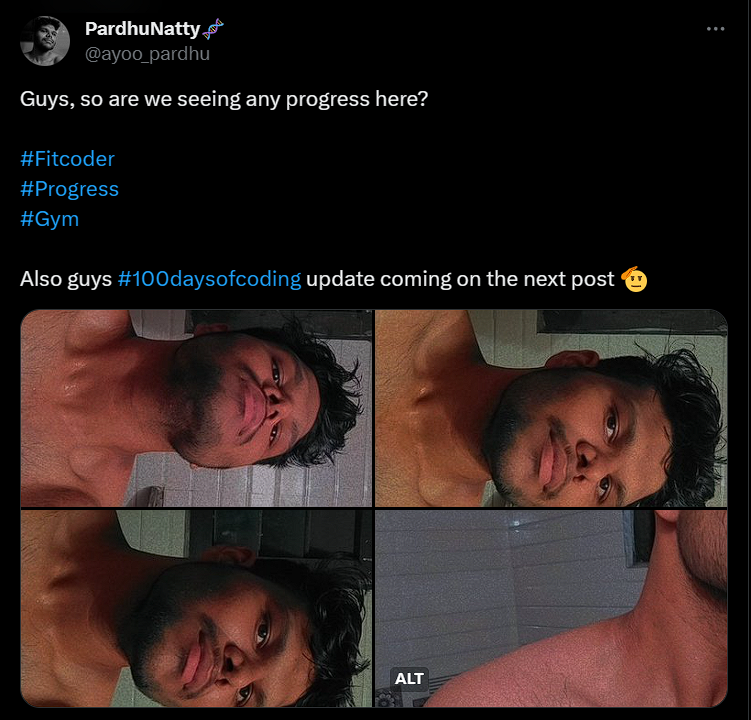 PardhuNatty🧬
@ayoo_pardhu
Guys, so are we seeing any progress here?
#Fitcoder
#Progress
#Gym
Also guys #100daysofcoding update coming on the next post 🫡
ALT